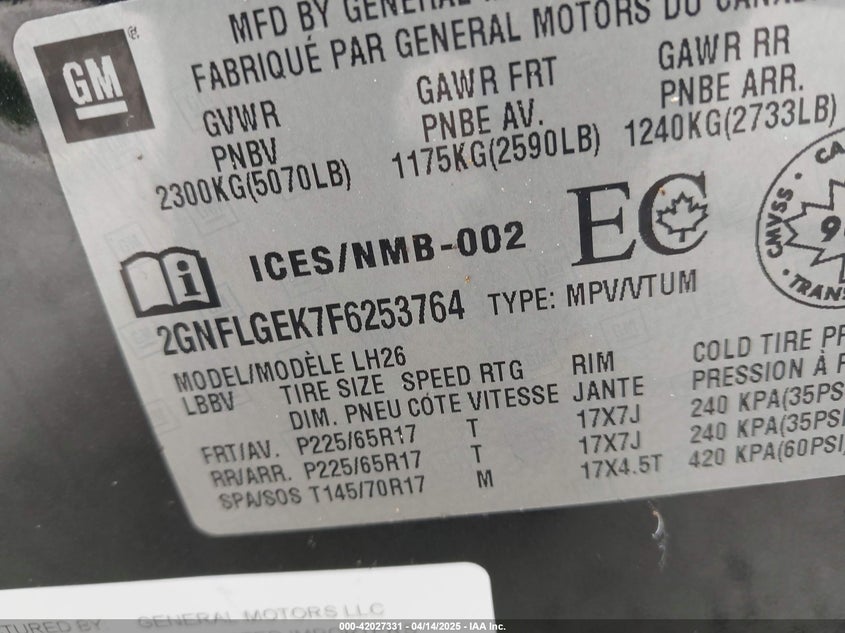 MFD BY GENERAL
FABRIQUÉ PAR GENERAL MOTORS DU
GM
GVWR GAWR FRT GAWR RR
PNBV PNBE AV. PNBE ARR.
2300KG(5070LB) 1175KG(2590LB) 1240KG(2733LB)
ICES/NMB-002 EC
CMVSS
2GNFLGEK7F6253764 TYPE: MPV/VTUM
MODEL/MODÈLE LH26
LBBV TIRE SIZE SPEED RTG RIM COLD TIRE
DIM. PNEU CÔTE VITESSE JANTE PRESSION À
FRT/AV. P225/65R17 T 17X7J 240 KPA(35PSI
RR/ARR. P225/65R17 T 17X7J 240 KPA(35PSI
SPA/SOS T145/70R17 M 17X4.5T 420 KPA(60PSI)
BY GENERAL MOTORS LLC
000-42027331 - 04/14/2025 - IAA Inc.